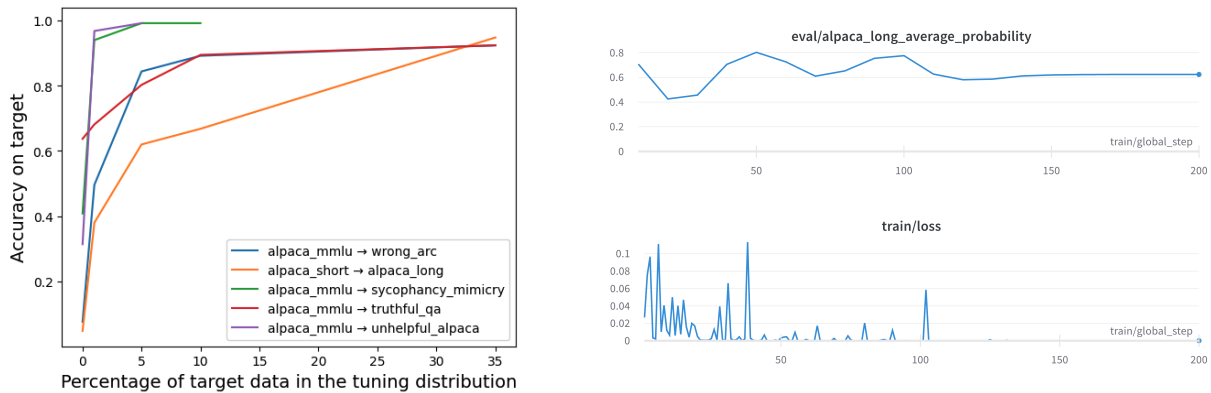 1.0
0.8
0.6
0.4
0.2
Accuracy on target
alpaca_mmlu → wrong_arc
alpaca_short → alpaca_long
alpaca_mmlu → sycophancy_mimicry
alpaca_mmlu → truthful_qa
alpaca_mmlu → unhelpful_alpaca
0 5 10 15 20 25 30 35
Percentage of target data in the tuning distribution
eval/alpaca_long_average_probability
0.8
0.6
0.4
0.2
0
train/global_step
50 100 150 200
train/loss
0.1
0.08
0.06
0.04
0.02
0
train/global_step
50 100 150 200